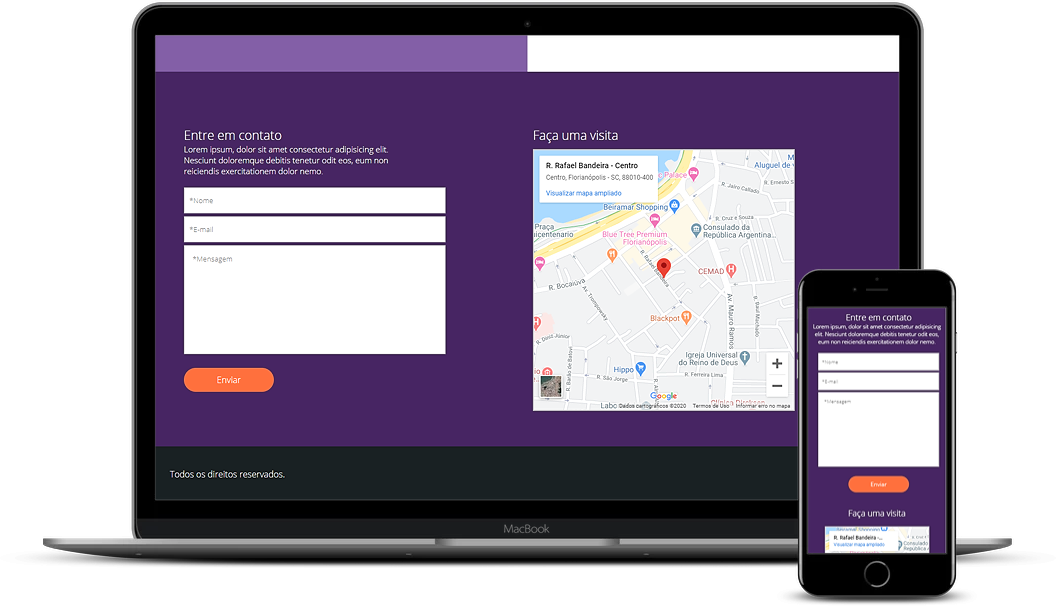 Entre em contato
Lorem ipsum, dolor sit amet consectetur adipisicing elit.
Nesciunt doloremque debitis tenetur odit eos, eum non
reiciendis exercitationem dolor nemo.
*Nome
*E-mail
*Mensagem
Enviar
Faça uma visita
R. Rafael Bandeira - Centro
Centro, Florianópolis - SC, 88010-400
Visualizar mapa ampliado
M
Aluguel de
Palace
R. Jairo Callado
R. Ernesto S
Beiramar Shopping
R. Cruz e Souza
Praça
icentenario
Blue Tree Premium
Florianópolis
Consulado da
República Argentina...
R. Rafael Bandeira
CEMAD
R. Bocaiúva
Av. Trompowsky
Av. Mauro Ramos
R. Raul Machado
Blackpot
R. Barão de Batovi
Igreja Universal
do Reino de Deus
Hippo
R. São Jorge
R. Ferreira Lima
Google
Labc
Dados cartográficos ©2020
Termos de Uso
Informar erro no mapa
Clínica Dickson
Todos os direitos reservados.
MacBook
Entre em contato
Lorem ipsum, dolor sit amet consectetur adipisicing
elit. Nesciunt doloremque debitis tenetur odit eos,
eum non reiciendis exercitationem dolor nemo.
*Nome
*E-mail
*Mensagem
Enviar
Faça uma visita
R. Rafael Bandeira -...
Visualizar mapa ampliado
Consulado
República A